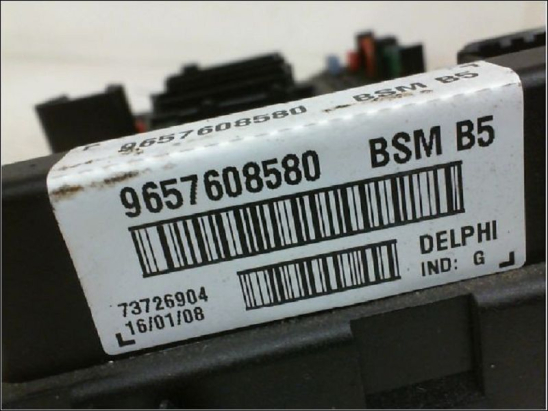 9657608580 BSM B5
9657608580 BSM B5
DELPHI
73726904
16/01/08
IND: G